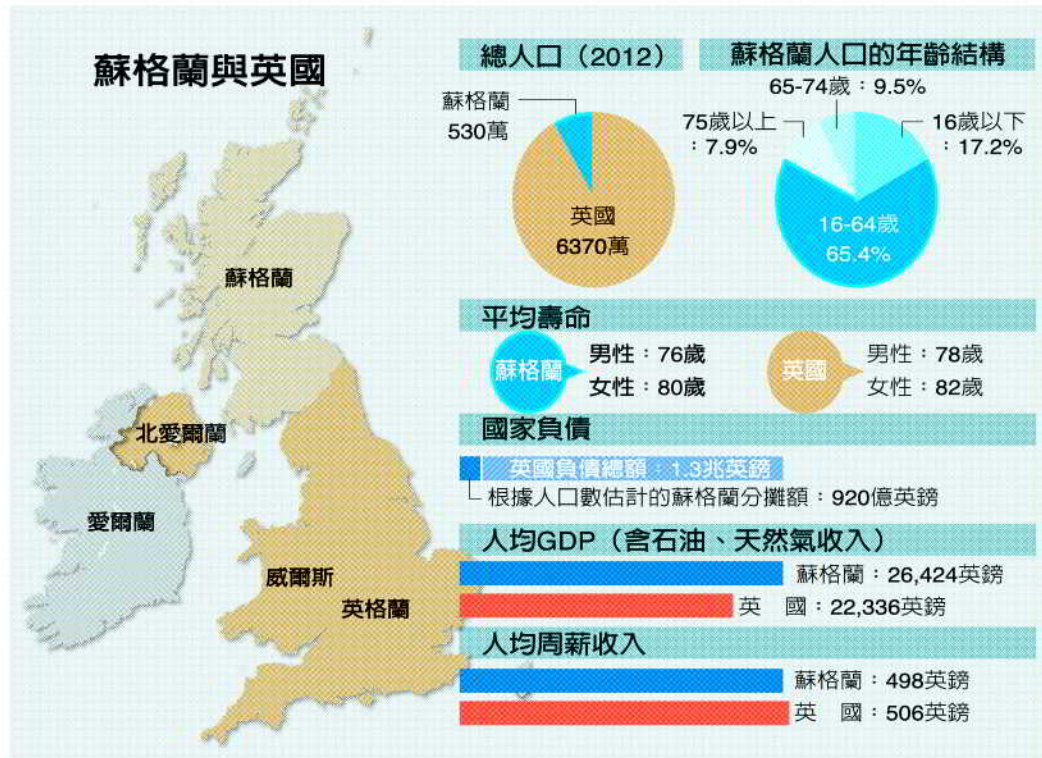 蘇格蘭與英國
蘇格蘭
北愛爾蘭
愛爾蘭
威爾斯
英格蘭
總人口（2012）
蘇格蘭
530萬
英國
6370萬
蘇格蘭人口的年齡結構
65-74歲：9.5%
75歲以上
：7.9%
16歲以下
：17.2%
16-64歲
65.4%
平均壽命
蘇格蘭
男性：76歲
女性：80歲
英國
男性：78歲
女性：82歲
國家負債
英國負債總額：1.3兆英鎊
根據人口數估計的蘇格蘭分攤額：920億英鎊
人均GDP（含石油、天然氣收入）
蘇格蘭：26,424英鎊
英　國：22,336英鎊
人均周薪收入
蘇格蘭：498英鎊
英　國：506英鎊